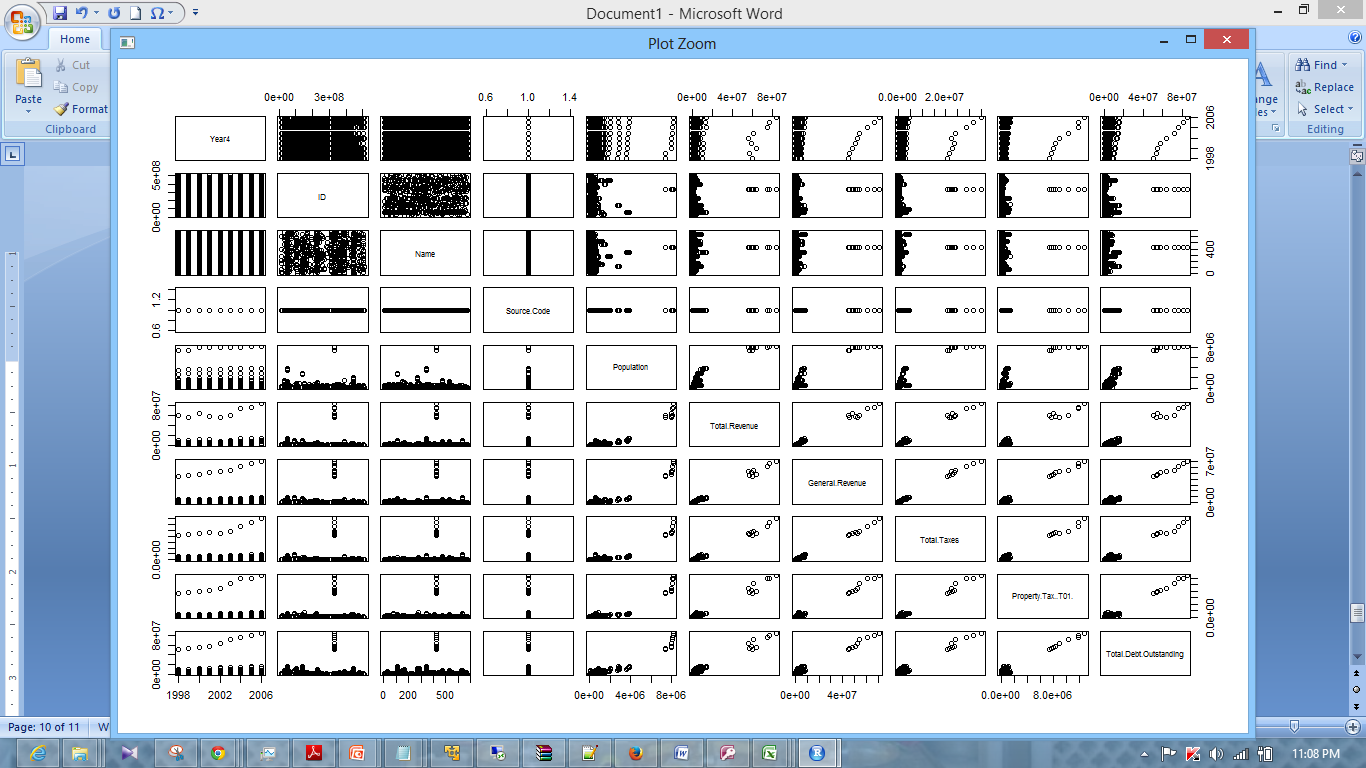 Document1 - Microsoft Word
Plot Zoom
Home
Cut
Copy
Format
Paste
Clipboard
Find
Replace
Select
Editing
0e+00 3e+08
0.6 1.0 1.4
0e+00 4e+07 8e+07
0.0e+00 2.0e+07
0e+00 4e+07 8e+07
Year4
1998 2006
0e+00 5e+08
ID
Name
0 400
0.6 1.2
Source.Code
Population
0e+00 8e+06
0e+00 8e+07
Total.Revenue
General.Revenue
0e+00 7e+07
0.0e+00
Total.Taxes
Property.Tax..T01.
0.0e+00
0e+00 8e+07
Total.Debt.Outstanding
1998 2002 2006
0 200 500
0e+00 4e+06 8e+06
0e+00 4e+07
0.0e+00 8.0e+06
Page: 10 of 11
11:08 PM